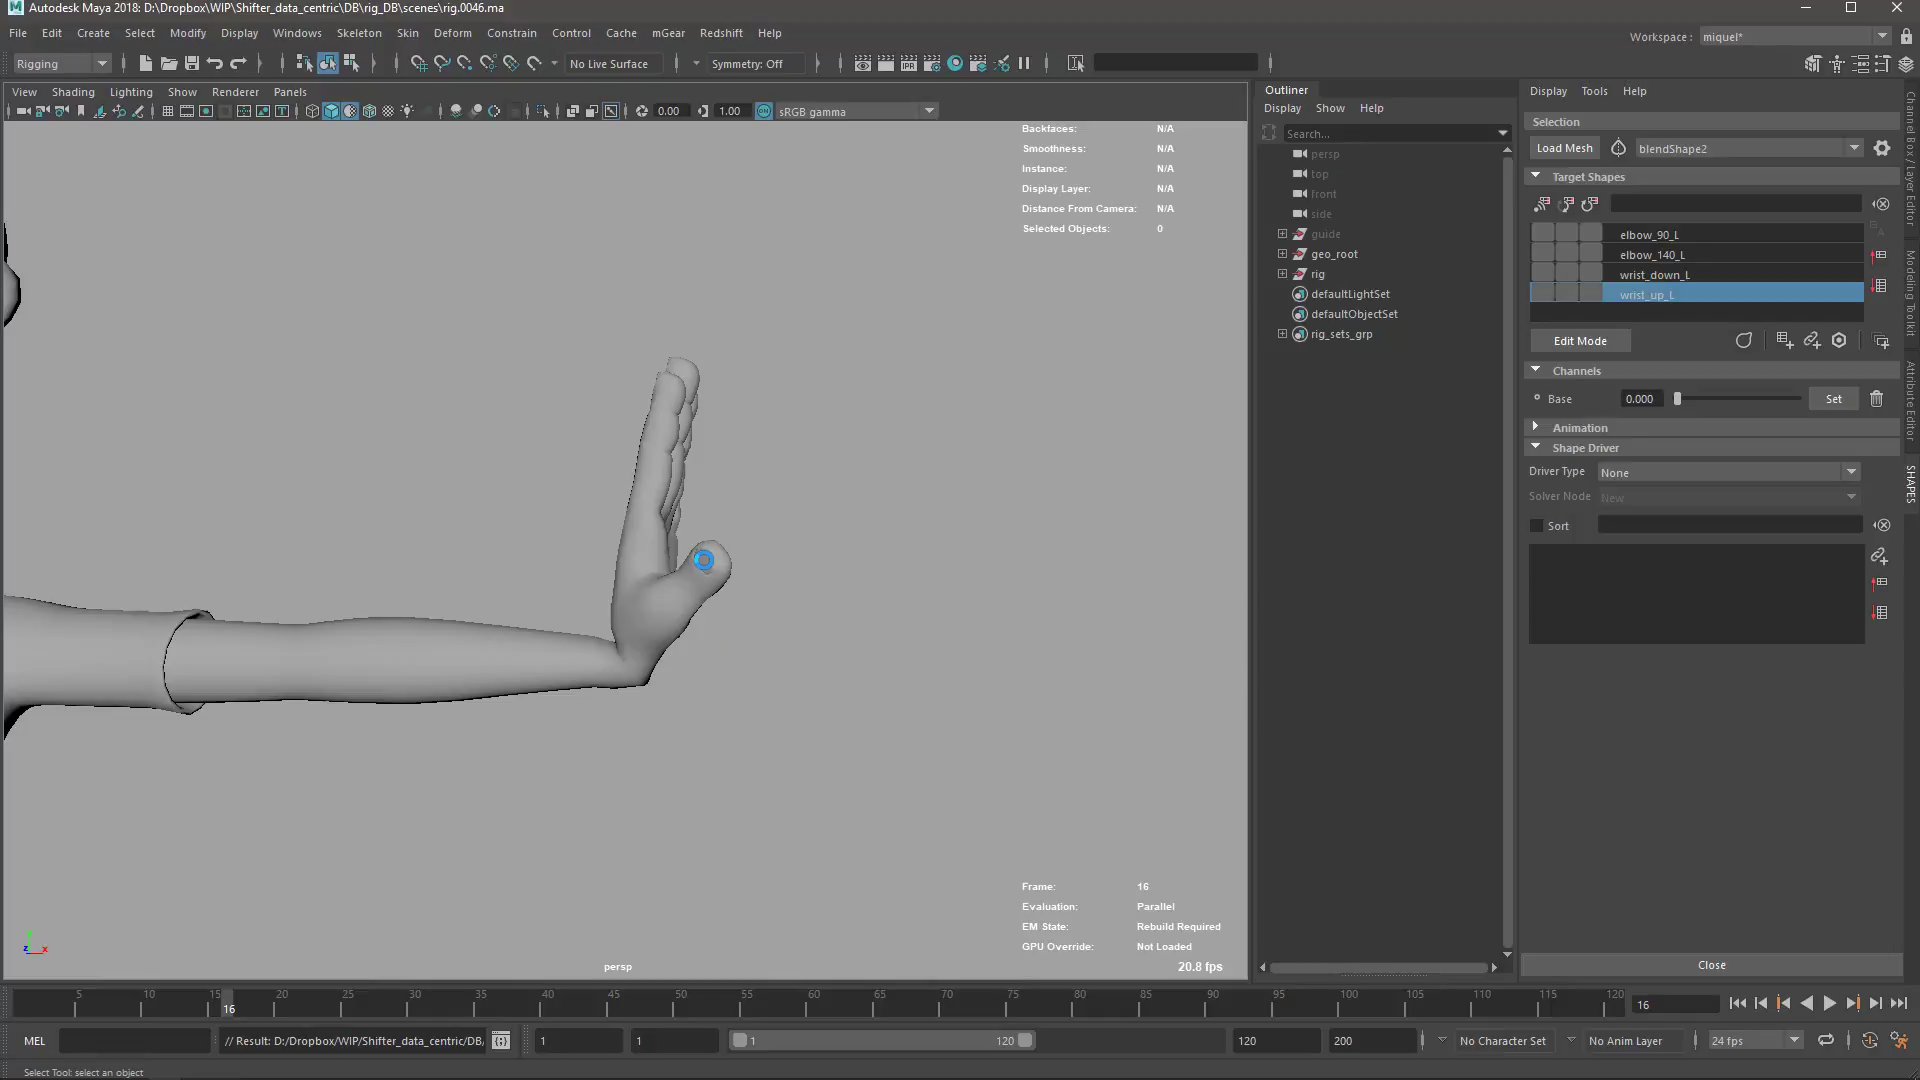 Autodesk Maya 2018: D:\Dropbox\WIP\Shifter_data_centric\DB\rig_DB\scenes\rig.0046.ma
File Edit Create Select Modify Display Windows Skeleton Skin Deform Constrain Control Cache mGear Redshift Help
Workspace : miquel*
Rigging
No Live Surface
Symmetry: Off
View Shading Lighting Show Renderer Panels
0.00
1.00
sRGB gamma
Backfaces: N/A
Smoothness: N/A
Instance: N/A
Display Layer: N/A
Distance From Camera: N/A
Selected Objects: 0
Frame: 16
Evaluation: Parallel
EM State: Rebuild Required
GPU Override: Not Loaded
persp
20.8 fps
Outliner
Display Show Help
Search...
persp
top
front
side
guide
geo_root
rig
defaultLightSet
defaultObjectSet
rig_sets_grp
Display Tools Help
Selection
Load Mesh
blendShape2
Target Shapes
elbow_90_L
elbow_140_L
wrist_down_L
wrist_up_L
Edit Mode
Channels
Base 0.000 Set
Animation
Shape Driver
Driver Type None
Solver Node New
Sort
Close
Channel Box / Layer Editor
Modeling Toolkit
Attribute Editor
SHAPES
5 10 15 20 25 30 35 40 45 50 55 60 65 70 75 80 85 90 95 100 105 110 115 120
16
16
MEL
// Result: D:/Dropbox/WIP/Shifter_data_centric/DB,
1
1
1
120
120
200
No Character Set
No Anim Layer
24 fps
Select Tool: select an object